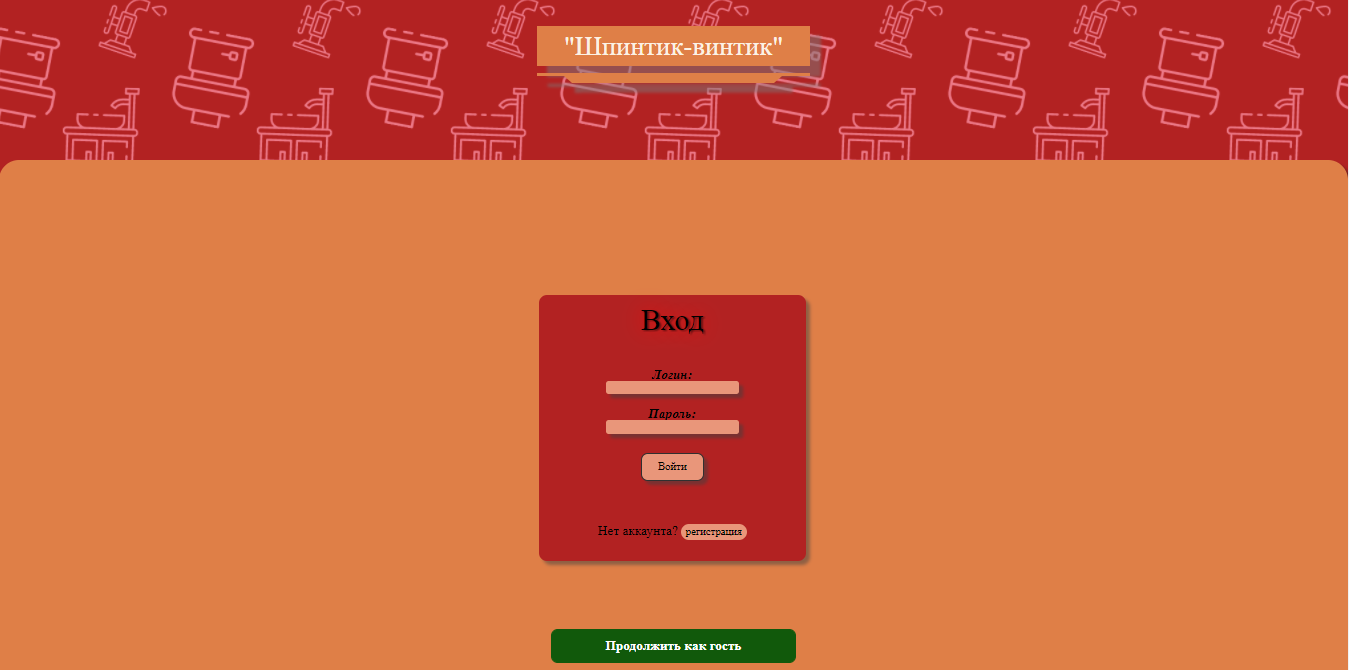 "Шпинтик-винтик"
Вход
Логин:
Пароль:
Войти
Нет аккаунта? регистрация
Продолжить как гость